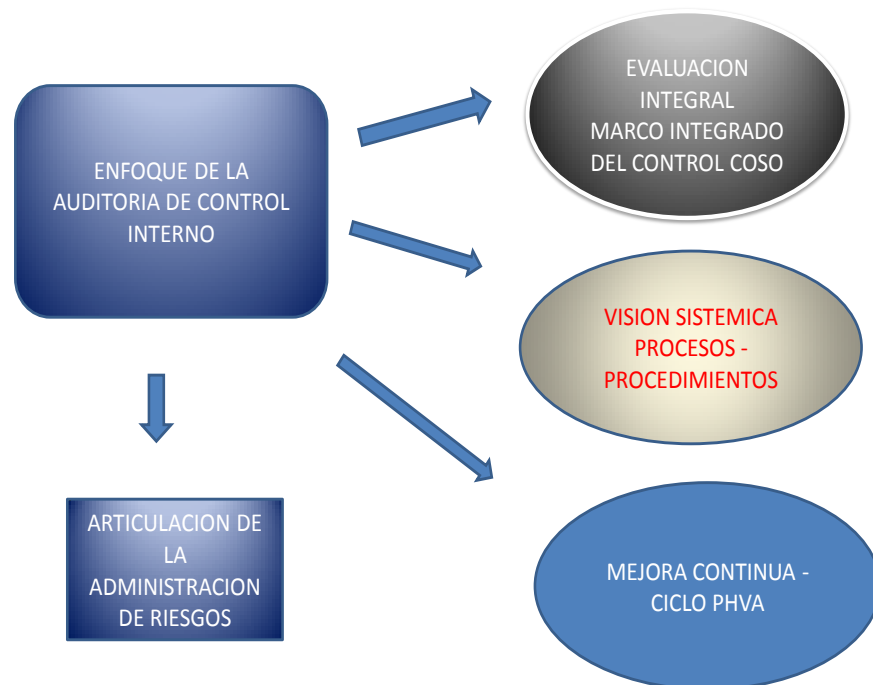 ENFOQUE DE LA
AUDITORIA DE CONTROL
INTERNO
EVALUACION
INTEGRAL
MARCO INTEGRADO
DEL CONTROL COSO
VISION SISTEMICA
PROCESOS -
PROCEDIMIENTOS
ARTICULACION DE
LA
ADMINISTRACION
DE RIESGOS
MEJORA CONTINUA -
CICLO PHVA